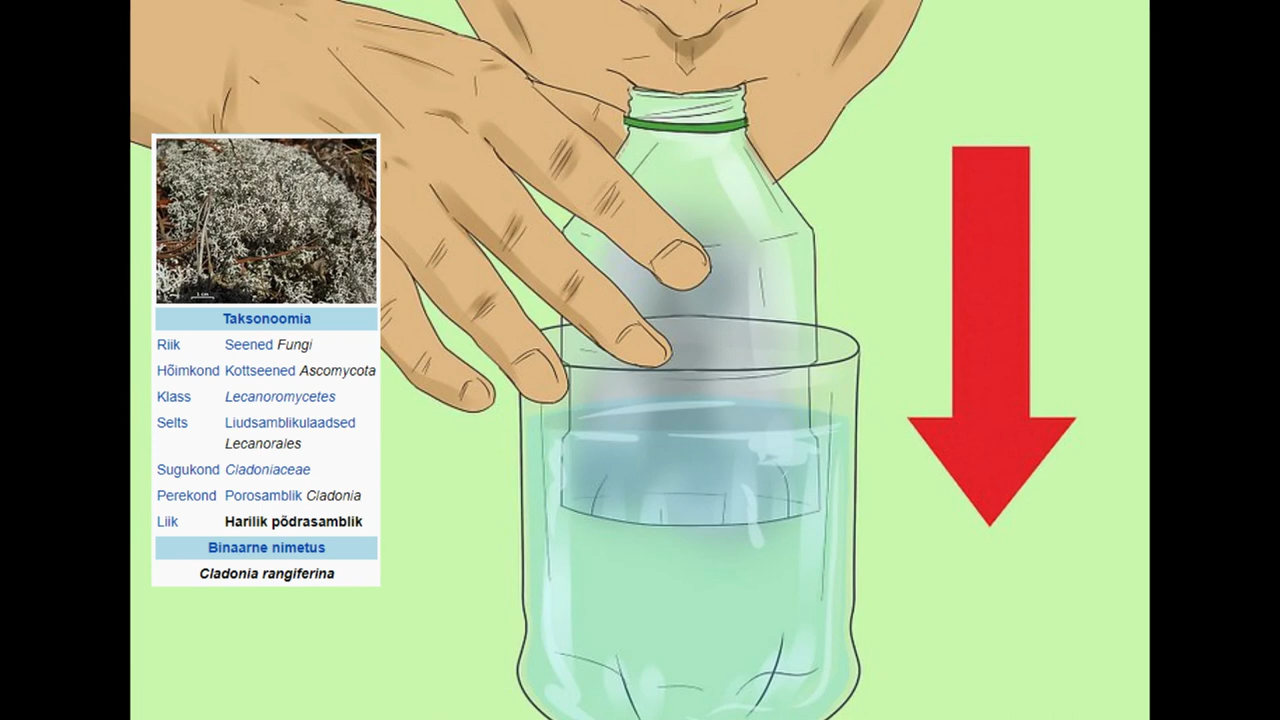 Taksonoomia
Riik Seened Fungi
Hõimkond Kottseened Ascomycota
Klass Lecanoromycetes
Selts Liudsamblikulaadsed
Lecanorales
Sugukond Cladoniaceae
Perekond Porosamblik Cladonia
Liik Harilik põdrasamblik
Binaarne nimetus
Cladonia rangiferina